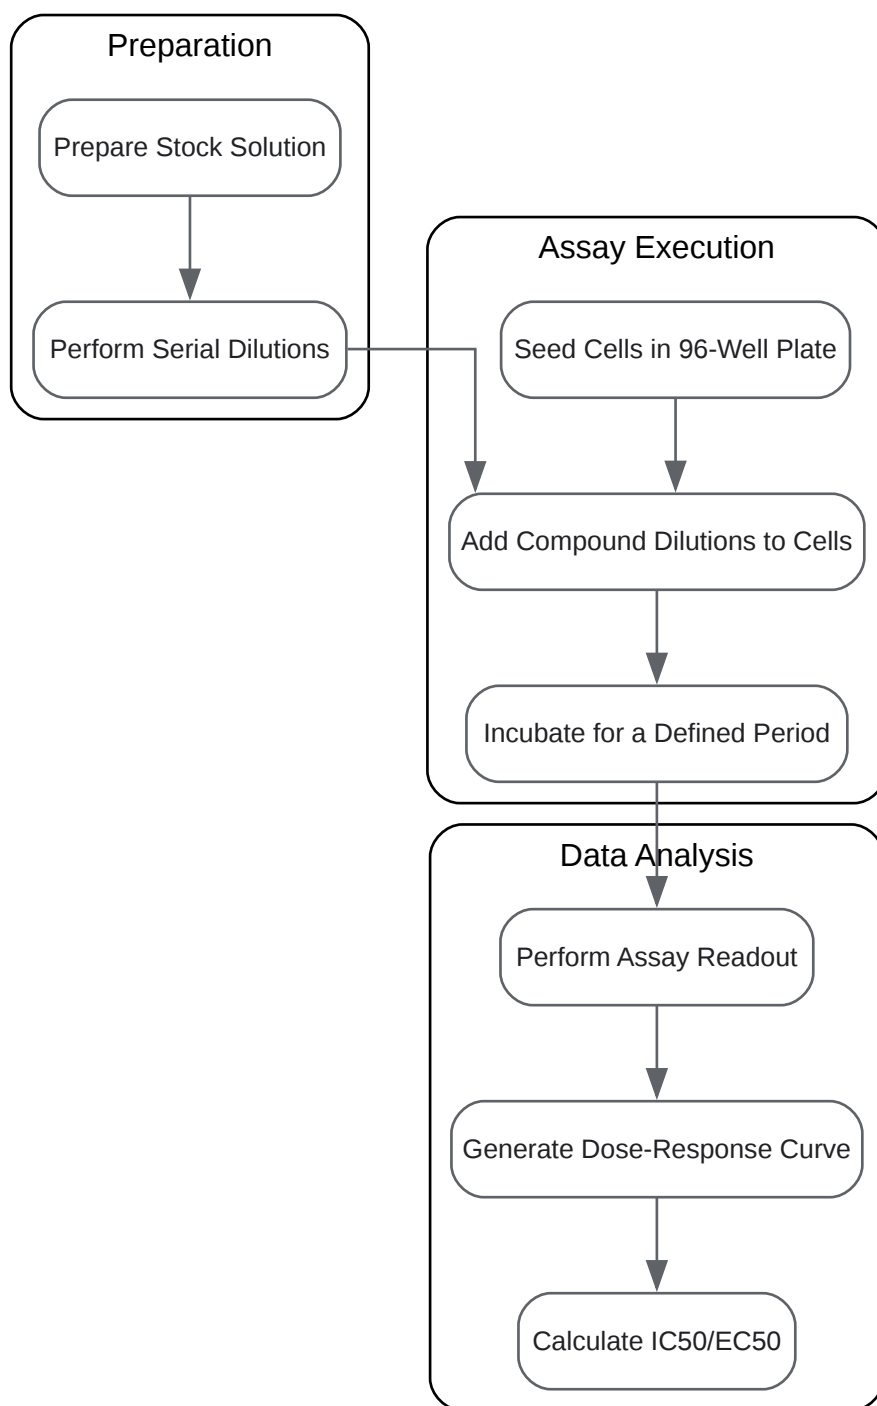 Preparation
Prepare Stock Solution
Perform Serial Dilutions
Assay Execution
Seed Cells in 96-Well Plate
Add Compound Dilutions to Cells
Incubate for a Defined Period
Data Analysis
Perform Assay Readout
Generate Dose-Response Curve
Calculate IC50/EC50